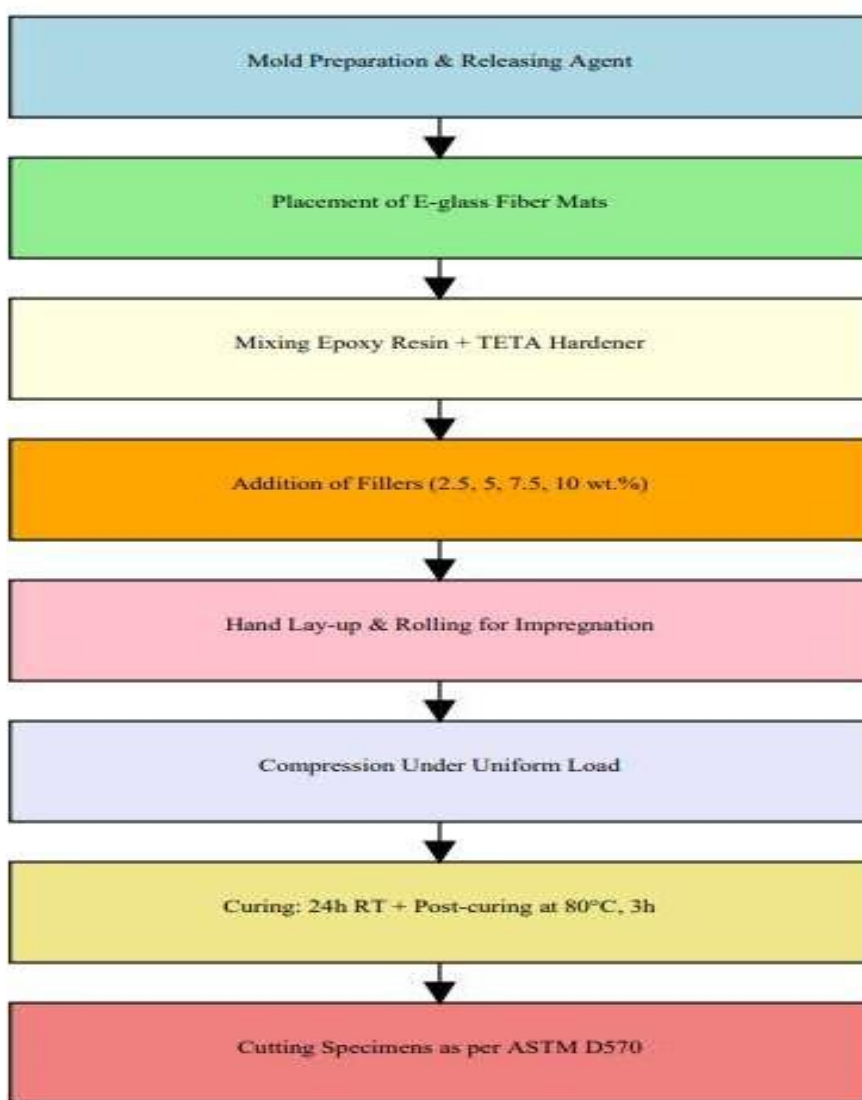 Mold Preparation & Releasing Agent
Placement of E-glass Fiber Mats
Mixing Epoxy Resin + TETA Hardener
Addition of Fillers (2.5, 5, 7.5, 10 wt.%)
Hand Lay-up & Rolling for Impregnation
Compression Under Uniform Load
Curing: 24h RT + Post-curing at 80°C, 3h
Cutting Specimens as per ASTM D570